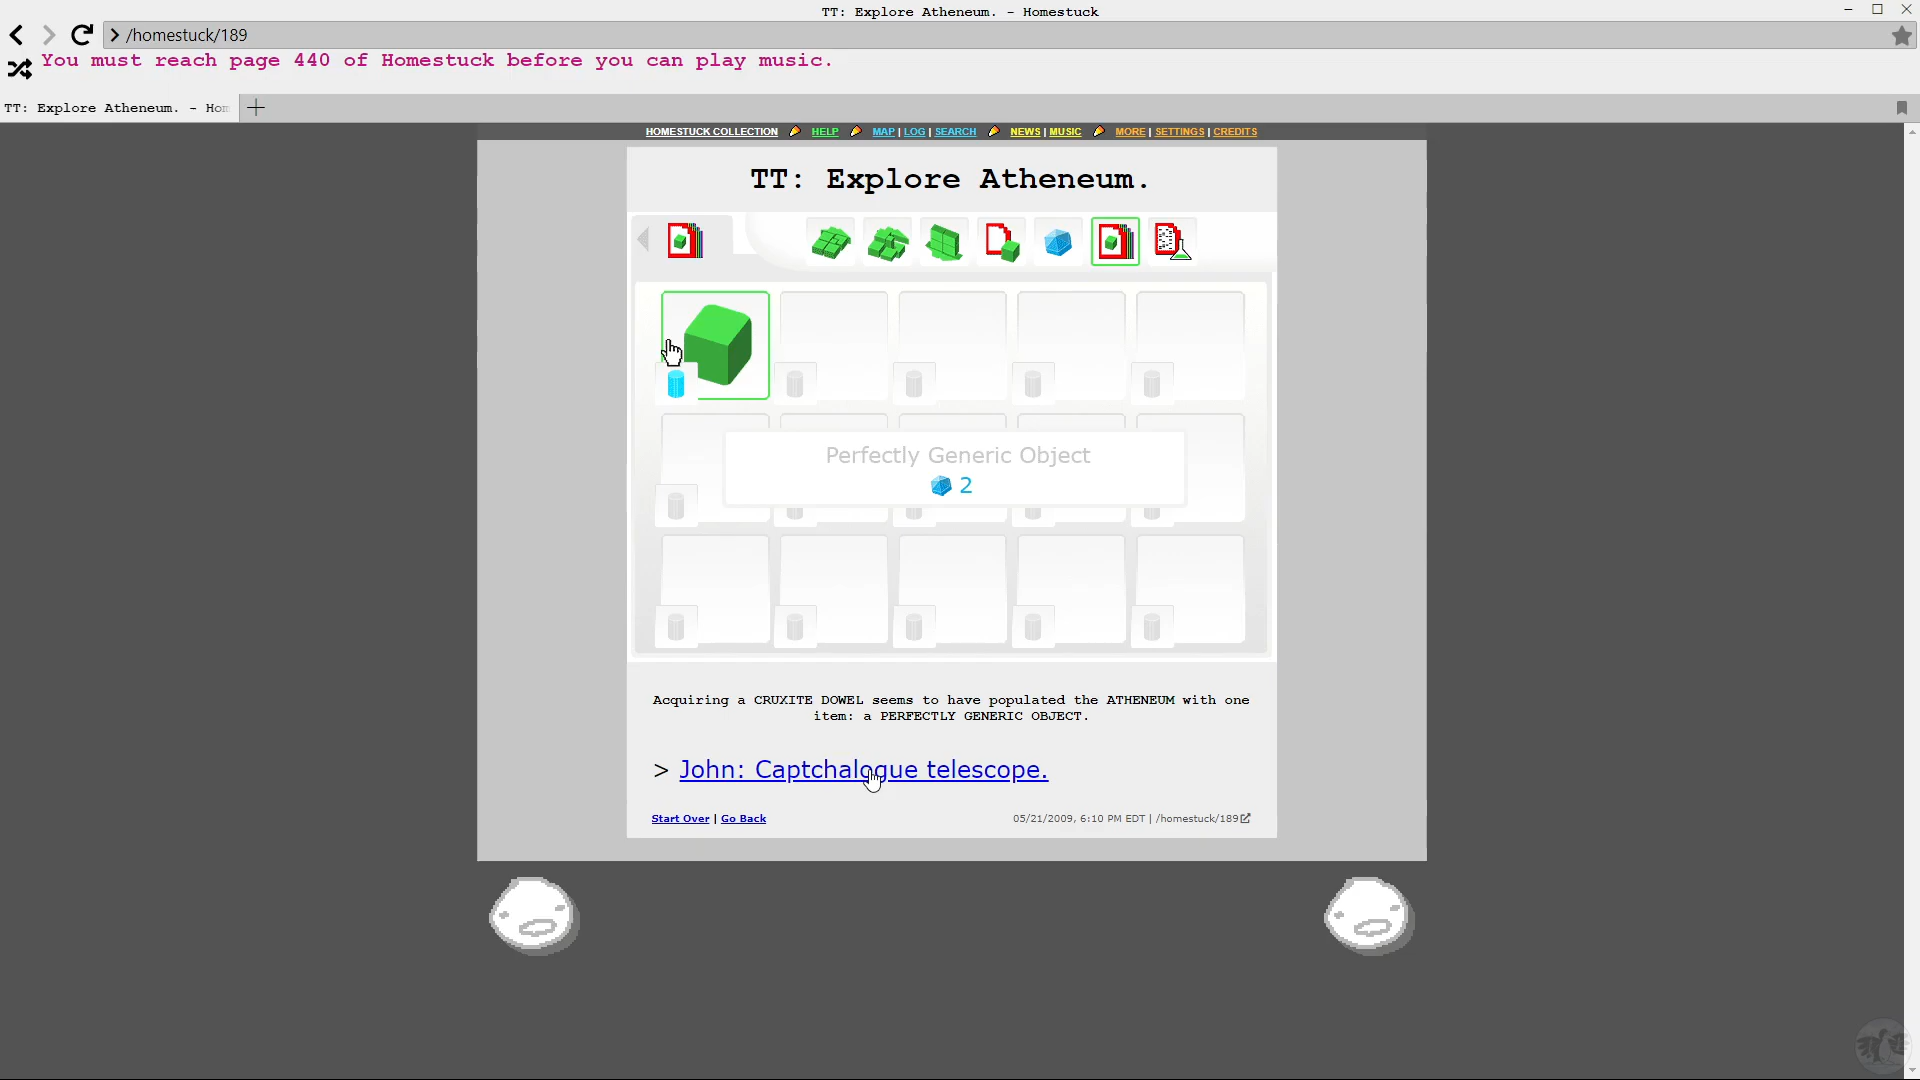 TT: Explore Atheneum. - Homestuck
/homestuck/189
You must reach page 440 of Homestuck before you can play music.
TT: Explore Atheneum. - Hom
HOMESTUCK COLLECTION HELP MAP | LOG | SEARCH NEWS | MUSIC MORE | SETTINGS | CREDITS
TT: Explore Atheneum.
Perfectly Generic Object
2
Acquiring a CRUXITE DOWEL seems to have populated the ATHENEUM with one
item: a PERFECTLY GENERIC OBJECT.
> John: Captchalogue telescope.
Start Over | Go Back
05/21/2009, 6:10 PM EDT | /homestuck/189